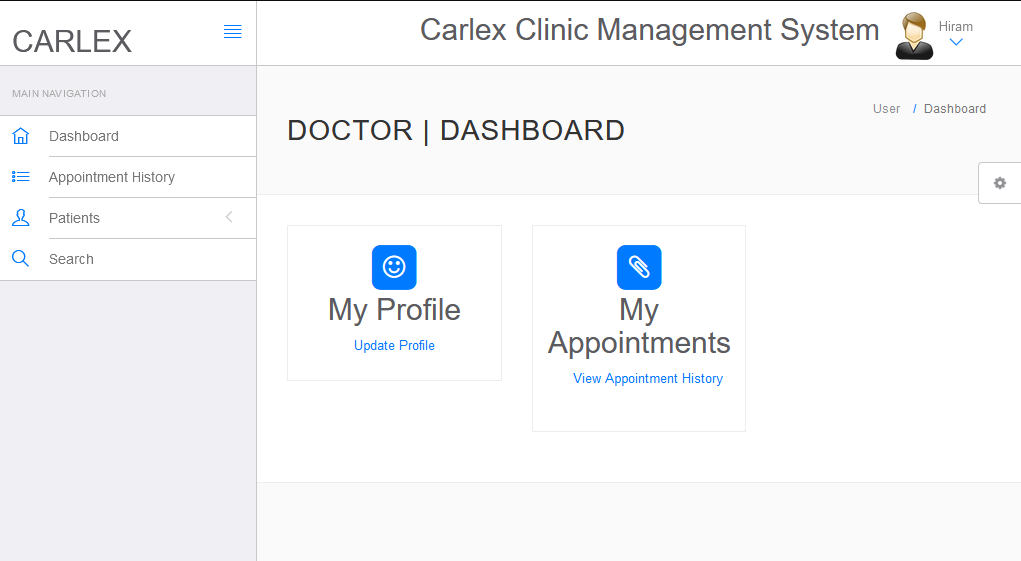 CARLEX
Carlex Clinic Management System
Hiram
MAIN NAVIGATION
Dashboard
Appointment History
Patients
Search
User / Dashboard
DOCTOR | DASHBOARD
My Profile
Update Profile
My
Appointments
View Appointment History